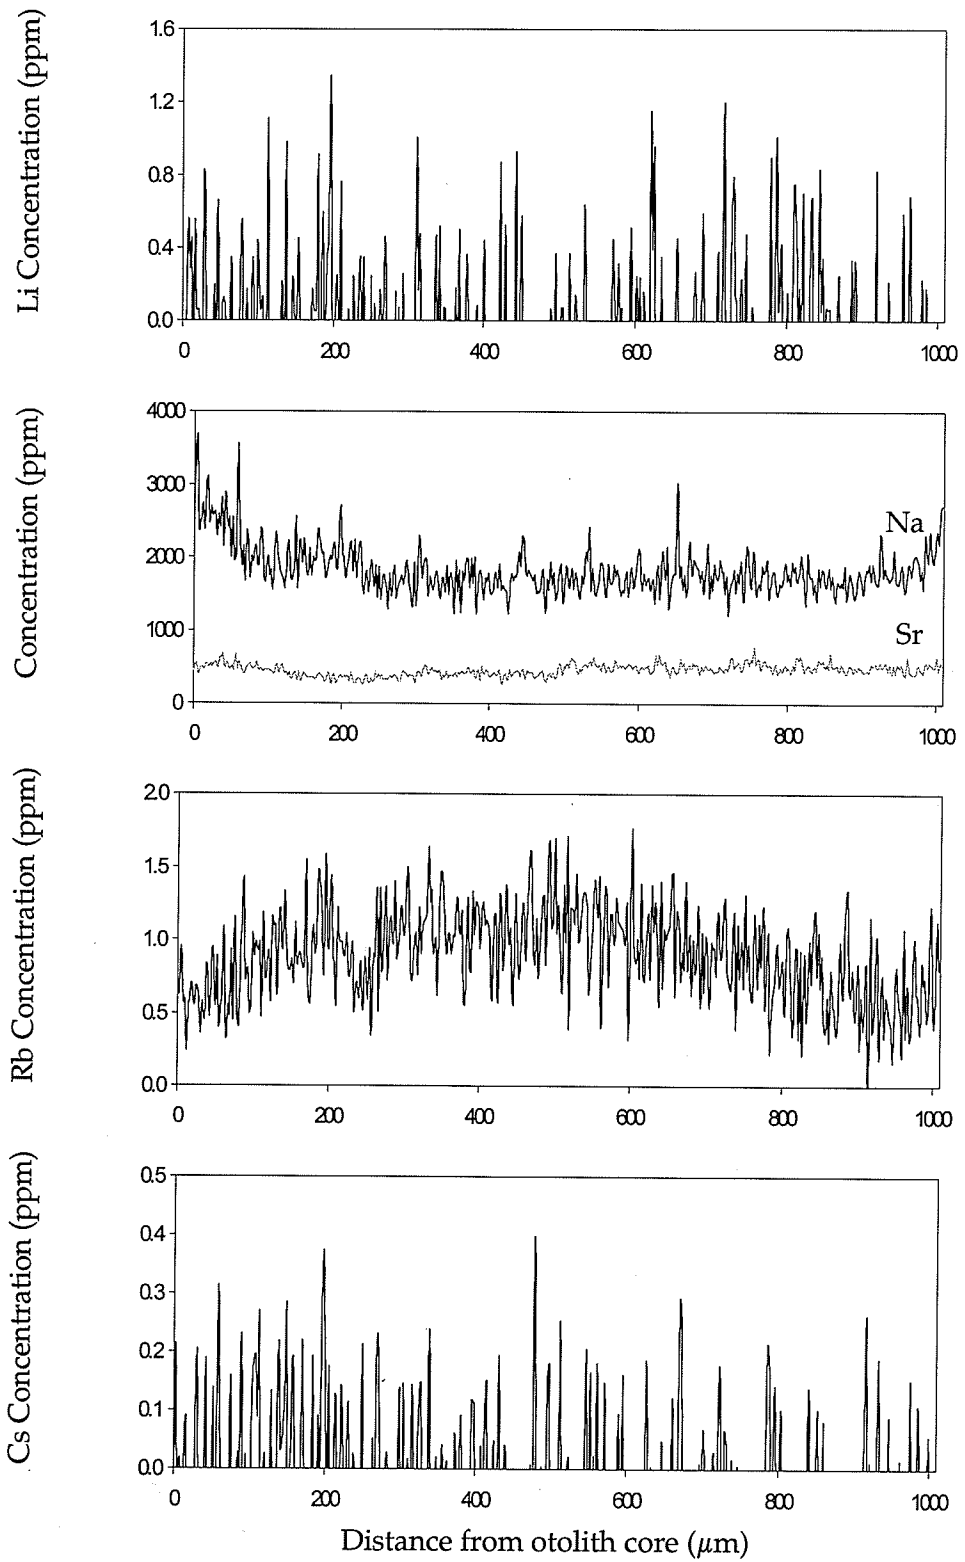 Li Concentration (ppm)
1.6
1.2
0.8
0.4
0.0
0 200 400 600 800 1000
Concentration (ppm)
4000
3000
2000
1000
0
Na
Sr
0 200 400 600 800 1000
Rb Concentration (ppm)
2.0
1.5
1.0
0.5
0.0
0 200 400 600 800 1000
Cs Concentration (ppm)
0.5
0.4
0.3
0.2
0.1
0.0
0 200 400 600 800 1000
Distance from otolith core (μm)